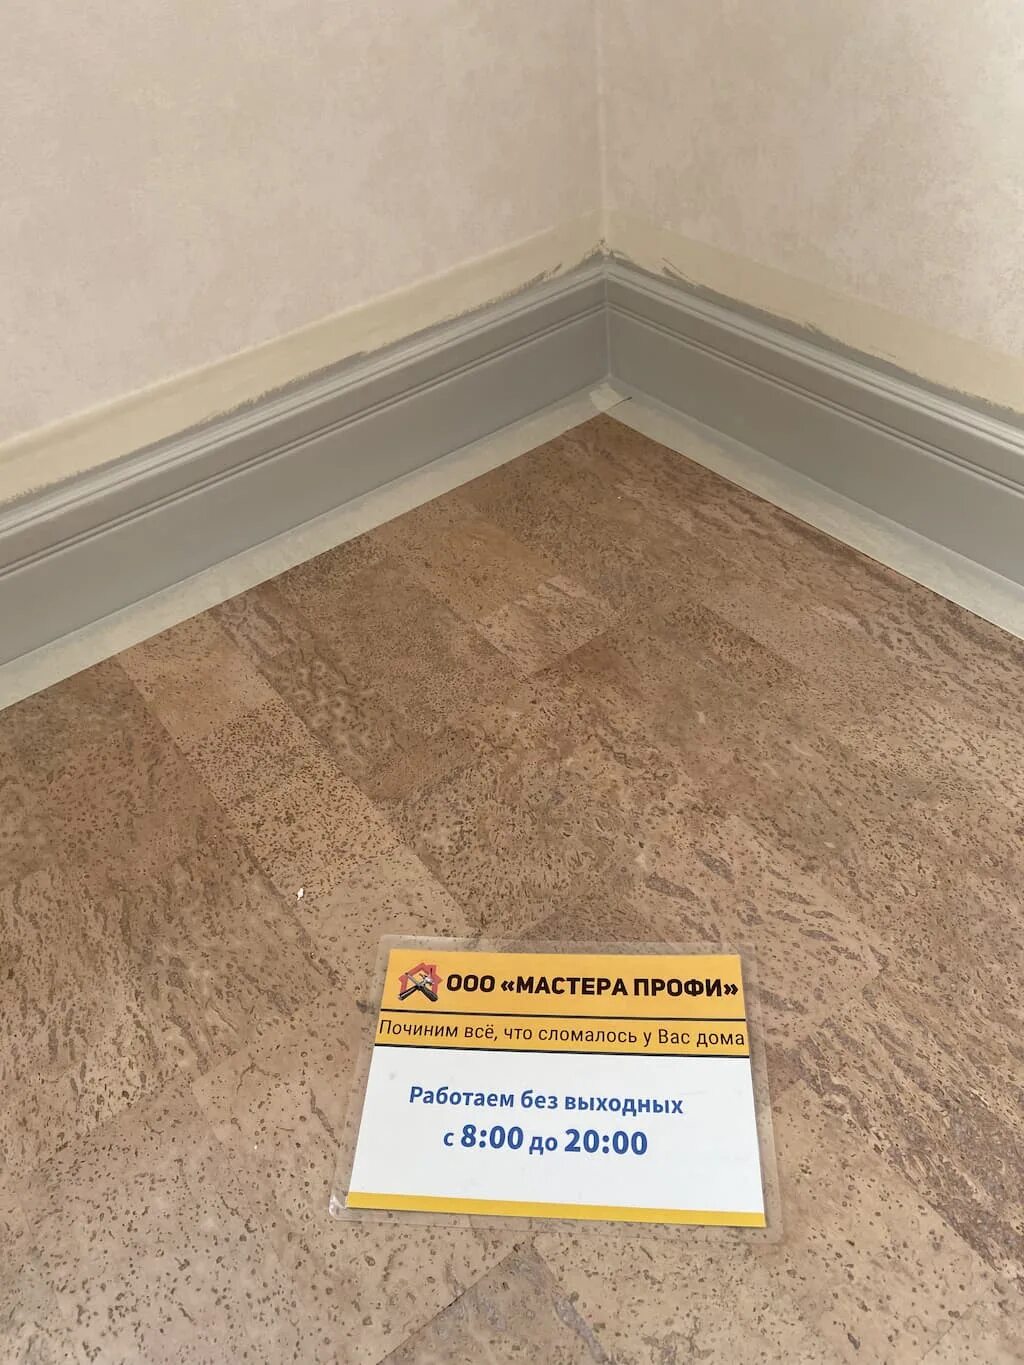 ООО «МАСТЕРА ПРОФИ»
Починим всё, что сломалось у Вас дома
Работаем без выходных
с 8:00 до 20:00